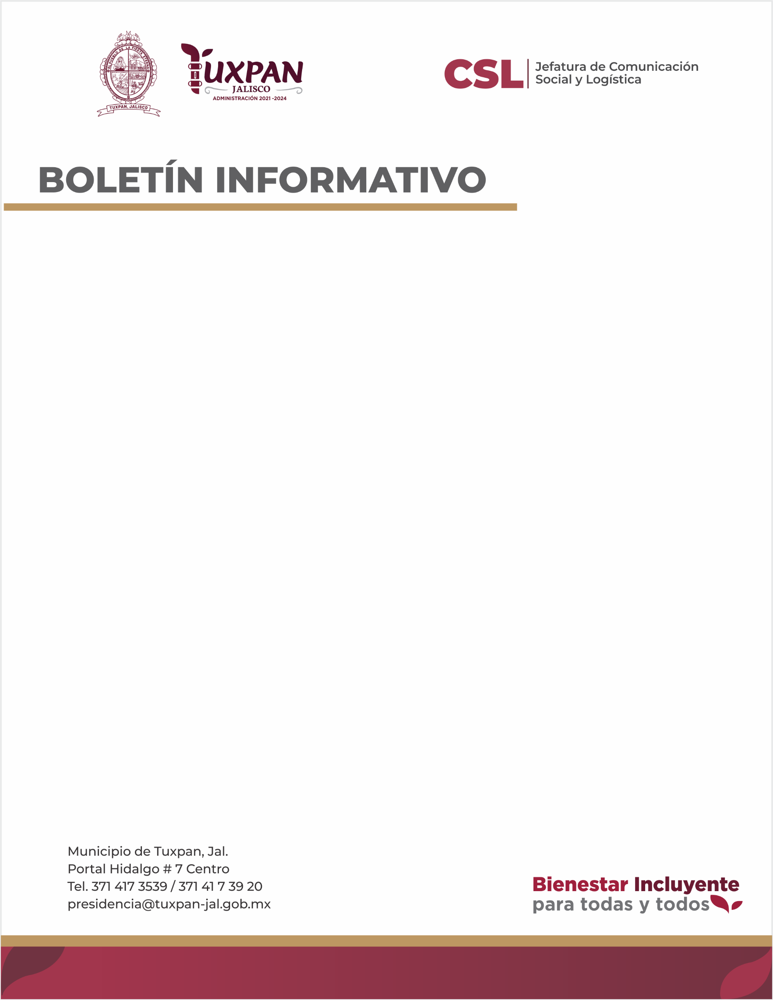 EL PUEBLO DE LA FIESTA ETERNA
TUXPAN, JALISCO
TUXPAN
JALISCO
ADMINISTRACIÓN 2021 -2024
CSL
Jefatura de Comunicación
Social y Logística
BOLETÍN INFORMATIVO
Municipio de Tuxpan, Jal.
Portal Hidalgo # 7 Centro
Tel. 371 417 3539 / 371 41 7 39 20
presidencia@tuxpan-jal.gob.mx
Bienestar Incluyente
para todas y todos